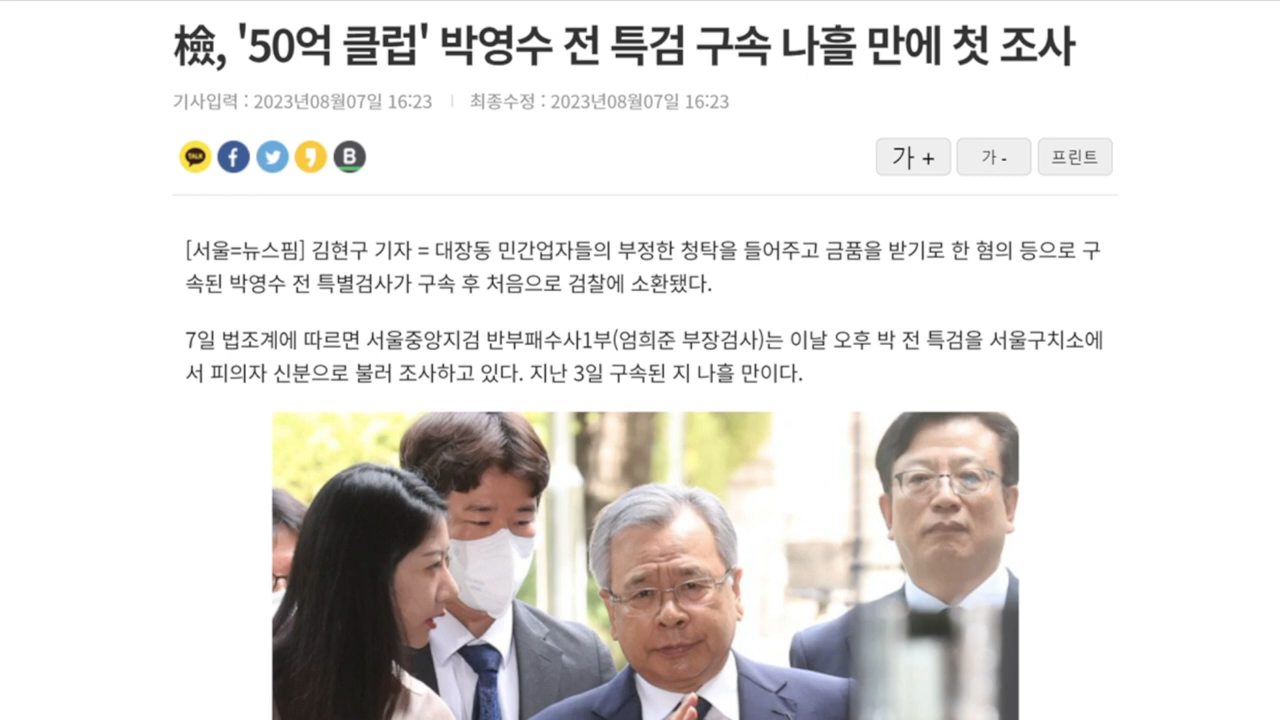 檢, '50억 클럽' 박영수 전 특검 구속 나흘 만에 첫 조사
기사입력 : 2023년08월07일 16:23 | 최종수정 : 2023년08월07일 16:23
TALK
f
B
가 +
가 -
프린트
[서울=뉴스핌] 김현구 기자 = 대장동 민간업자들의 부정한 청탁을 들어주고 금품을 받기로 한 혐의 등으로 구
속된 박영수 전 특별검사가 구속 후 처음으로 검찰에 소환됐다.
7일 법조계에 따르면 서울중앙지검 반부패수사1부(엄희준 부장검사)는 이날 오후 박 전 특검을 서울구치소에
서 피의자 신분으로 불러 조사하고 있다. 지난 3일 구속된 지 나흘 만이다.